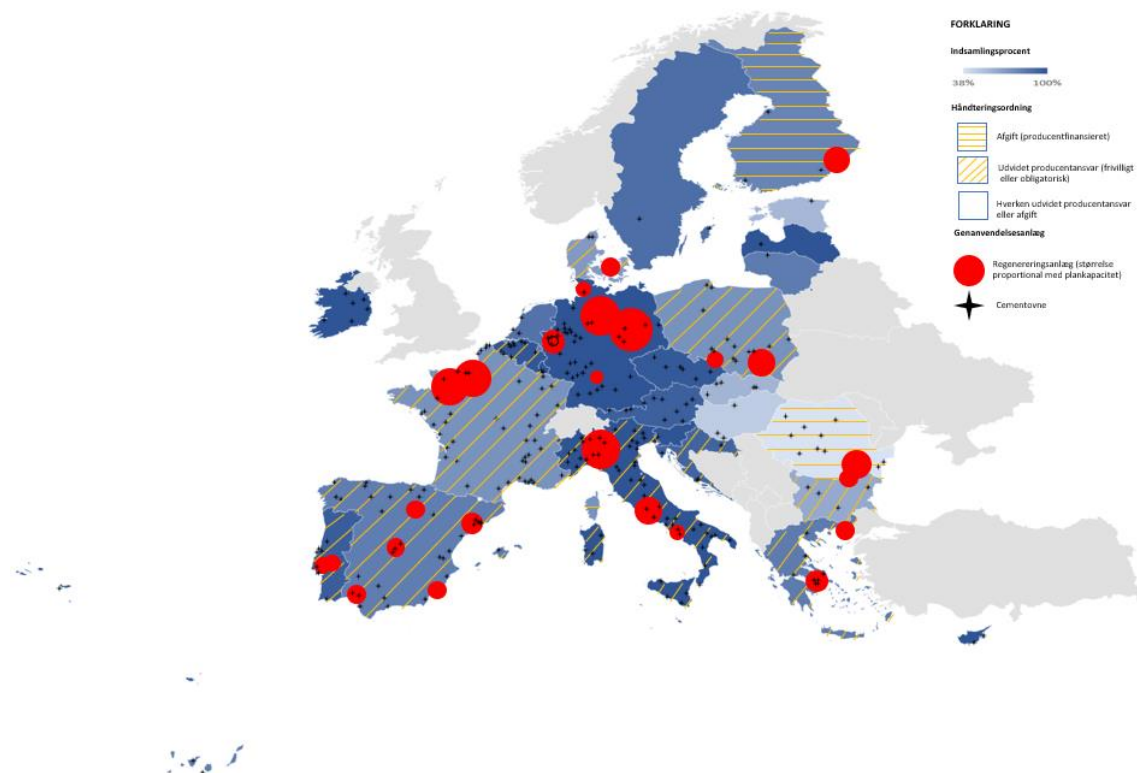 FORKLARING
Indsamlingsprocent
38% 100%
Håndteringsordning
Afgift (producentfinansieret)
Udvidet producentansvar (frivilligt
eller obligatorisk)
Hverken udvidet producentansvar
eller afgift
Genanvendelsesanlæg
Regenereringsanlæg (størrelse
proportional med plankapacitet)
Cementovne